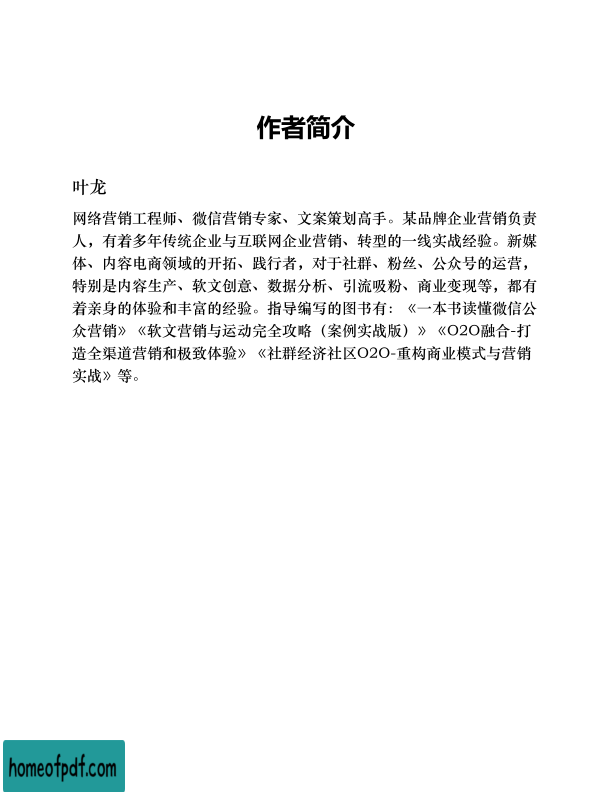 作者简介
叶龙
网络营销工程师、微信营销专家、文案策划高手。某品牌企业营销负责
人，有着多年传统企业与互联网企业营销、转型的一线实战经验。新媒
体、内容电商领域的开拓、践行者，对于社群、粉丝、公众号的运营，
特别是内容生产、软文创意、数据分析、引流吸粉、商业变现等，都有
着亲身的体验和丰富的经验。指导编写的图书有：《一本书读懂微信公
众营销》《软文营销与运动完全攻略（案例实战版）》《O2O融合-打
造全渠道营销和极致体验》《社群经济社区O2O-重构商业模式与营销
实战》等。
homeofpdf.com